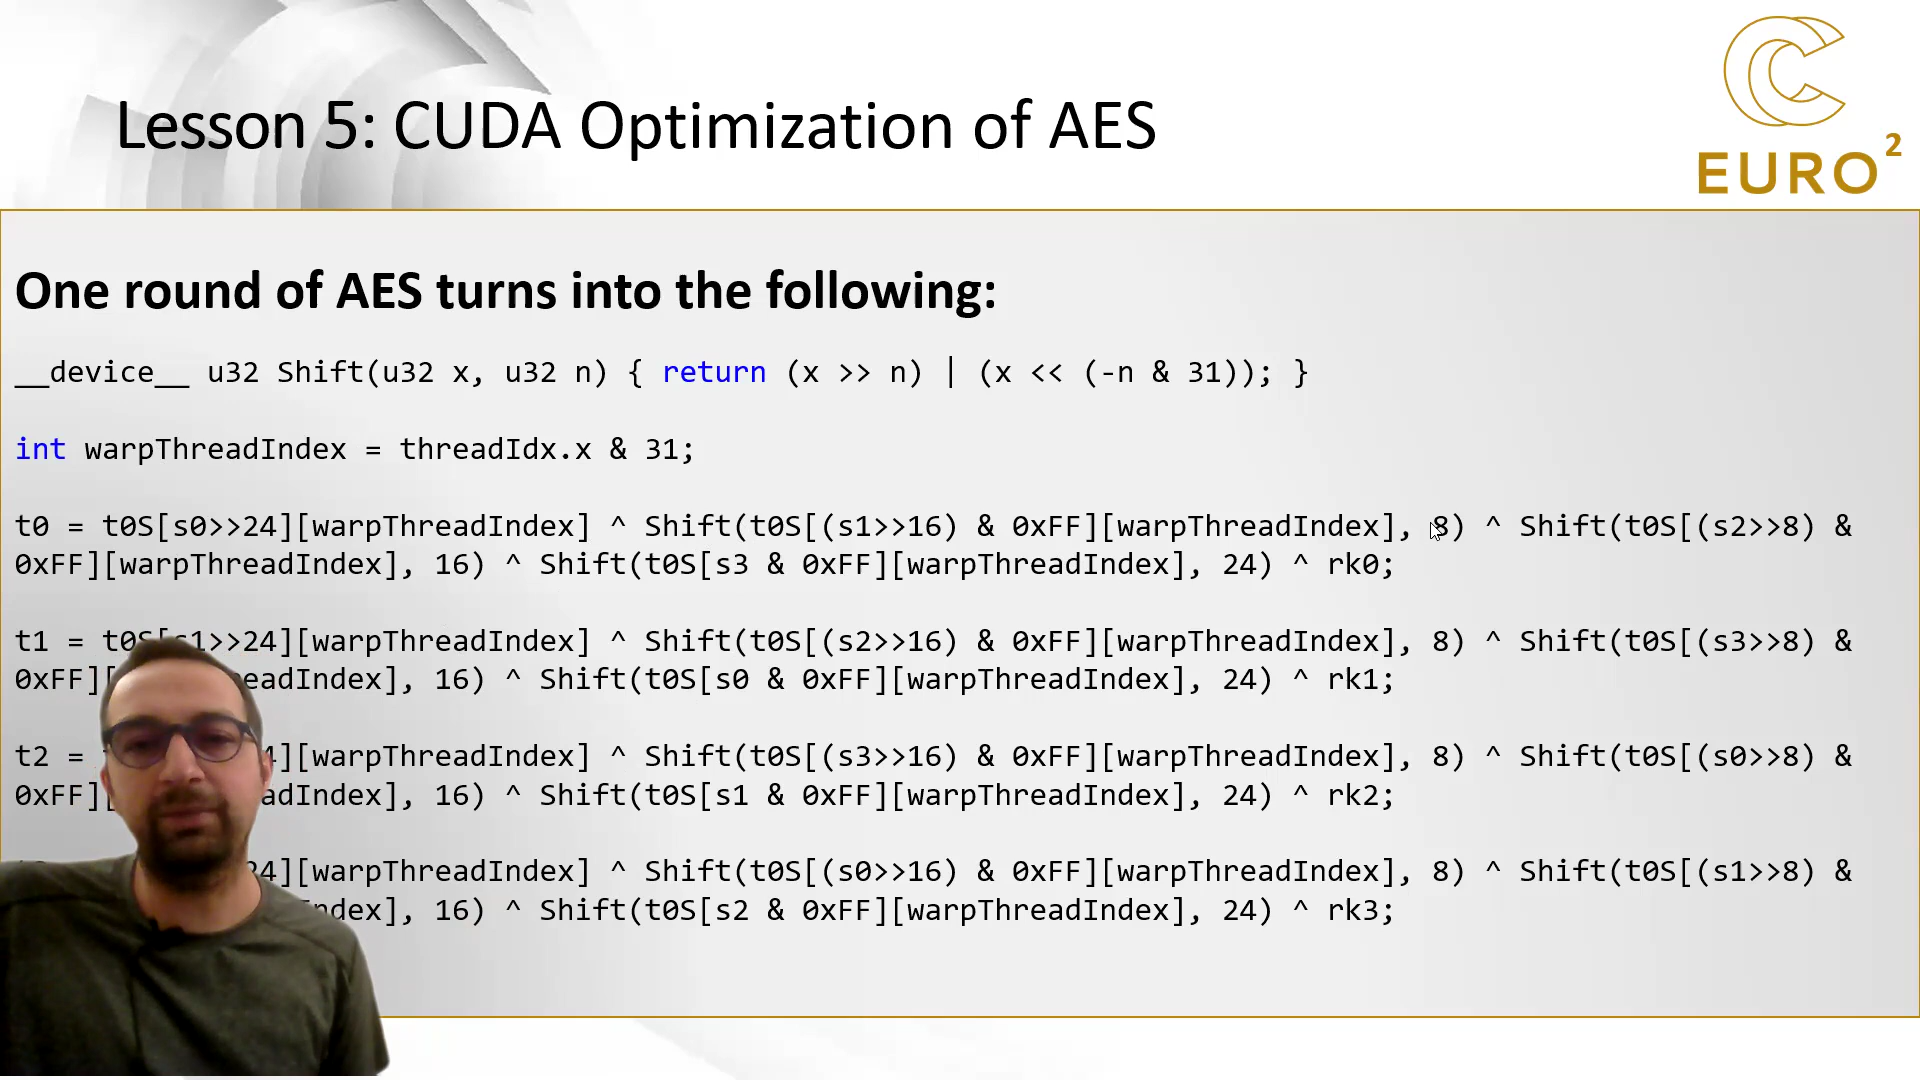 Lesson 5: CUDA Optimization of AES
EURO²
One round of AES turns into the following:
__device__ u32 Shift(u32 x, u32 n) { return (x >> n) | (x << (-n & 31)); }
int warpThreadIndex = threadIdx.x & 31;
t0 = t0S[s0>>24][warpThreadIndex] ^ Shift(t0S[(s1>>16) & 0xFF][warpThreadIndex], 8) ^ Shift(t0S[(s2>>8) &
0xFF][warpThreadIndex], 16) ^ Shift(t0S[s3 & 0xFF][warpThreadIndex], 24) ^ rk0;
t1 = t0S[s1>>24][warpThreadIndex] ^ Shift(t0S[(s2>>16) & 0xFF][warpThreadIndex], 8) ^ Shift(t0S[(s3>>8) &
0xFF][ eadIndex], 16) ^ Shift(t0S[s0 & 0xFF][warpThreadIndex], 24) ^ rk1;
t2 = 4][warpThreadIndex] ^ Shift(t0S[(s3>>16) & 0xFF][warpThreadIndex], 8) ^ Shift(t0S[(s0>>8) &
0xFF][ adIndex], 16) ^ Shift(t0S[s1 & 0xFF][warpThreadIndex], 24) ^ rk2;
24][warpThreadIndex] ^ Shift(t0S[(s0>>16) & 0xFF][warpThreadIndex], 8) ^ Shift(t0S[(s1>>8) &
ndex], 16) ^ Shift(t0S[s2 & 0xFF][warpThreadIndex], 24) ^ rk3;